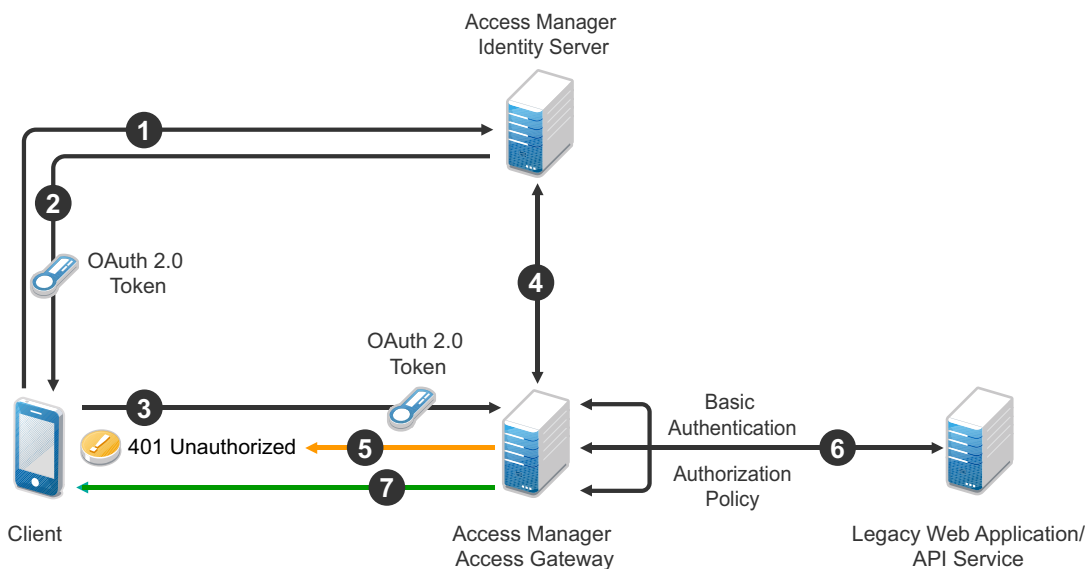 Access Manager
Identity Server
1
2
OAuth 2.0
Token
4
OAuth 2.0
Token
3
Basic
Authentication
401 Unauthorized
5
6
Authorization
Policy
7
Client
Access Manager
Access Gateway
Legacy Web Application/
API Service